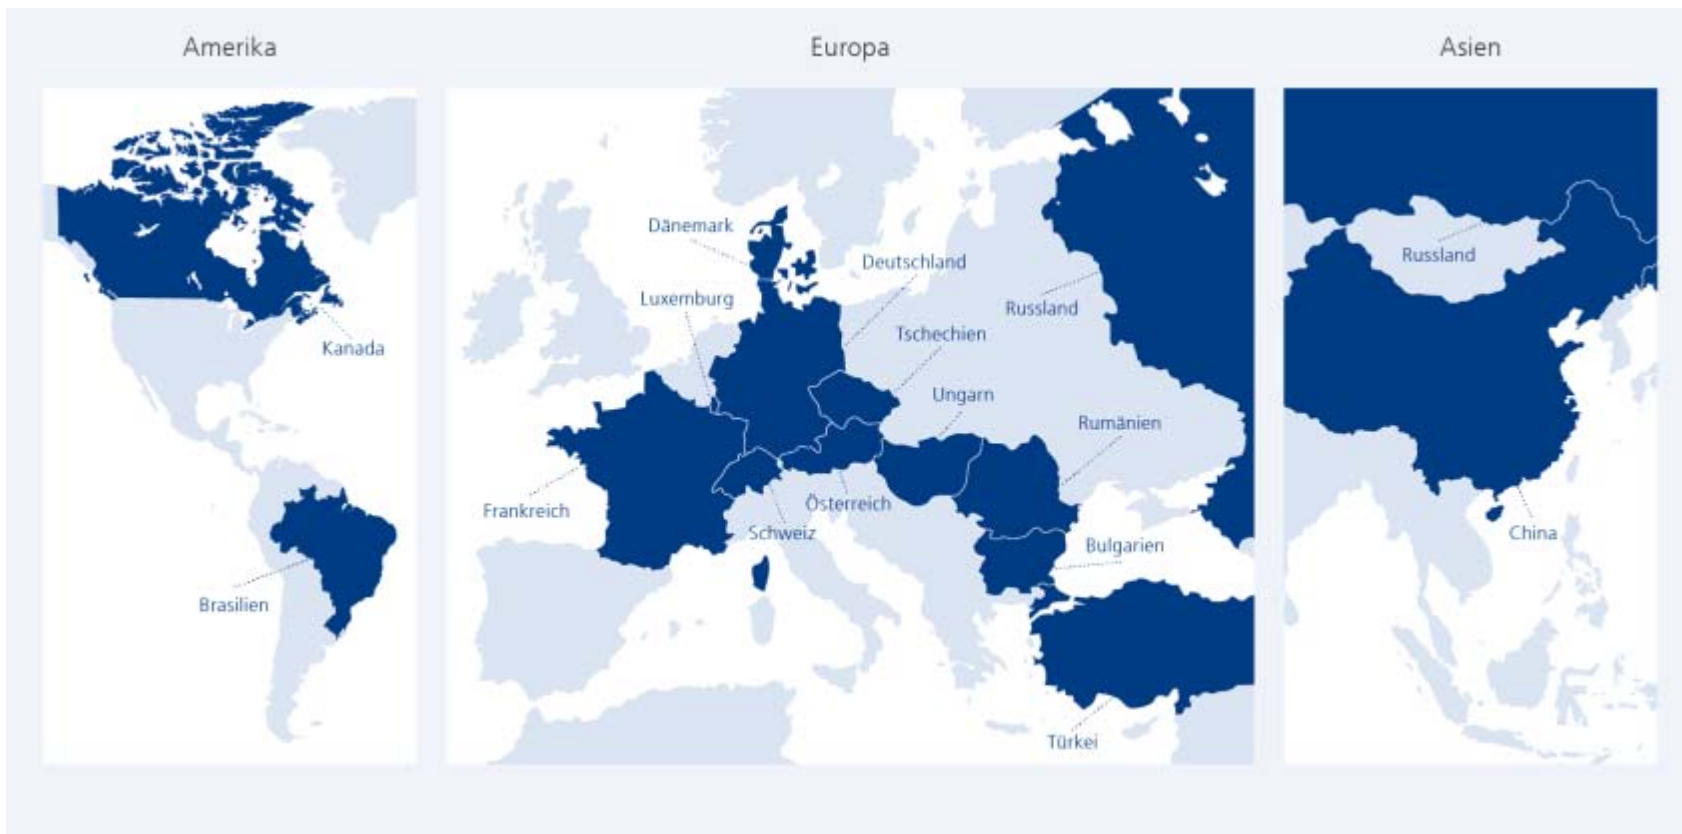 Amerika
Europa
Asien
Kanada
Brasilien
Dänemark
Deutschland
Luxemburg
Russland
Tschechien
Ungarn
Rumänien
Frankreich
Österreich
Schweiz
Bulgarien
Türkei
Russland
China